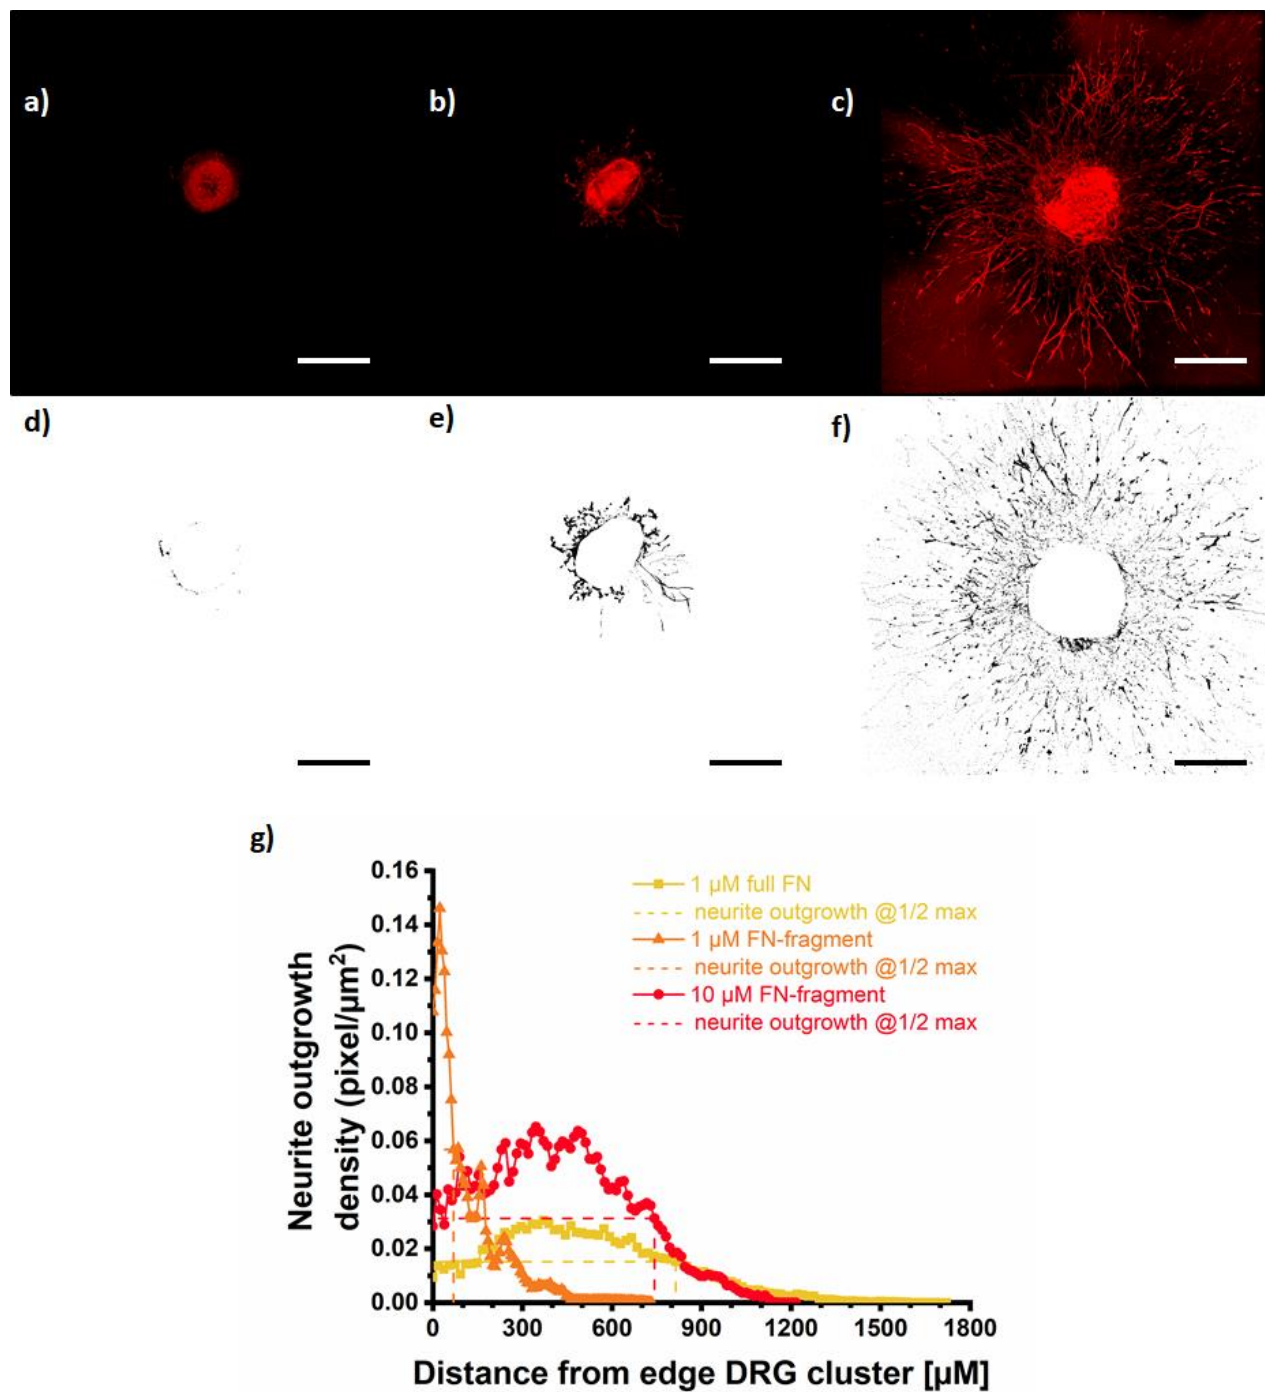 a)
b)
c)
d)
e)
f)
g)
0.16
0.14
0.12
0.10
0.08
0.06
0.04
0.02
0.00
Neurite outgrowth
density (pixel/µm²)
1 µM full FN
neurite outgrowth @1/2 max
1 µM FN-fragment
neurite outgrowth @1/2 max
10 µM FN-fragment
neurite outgrowth @1/2 max
0 300 600 900 1200 1500 1800
Distance from edge DRG cluster [µM]